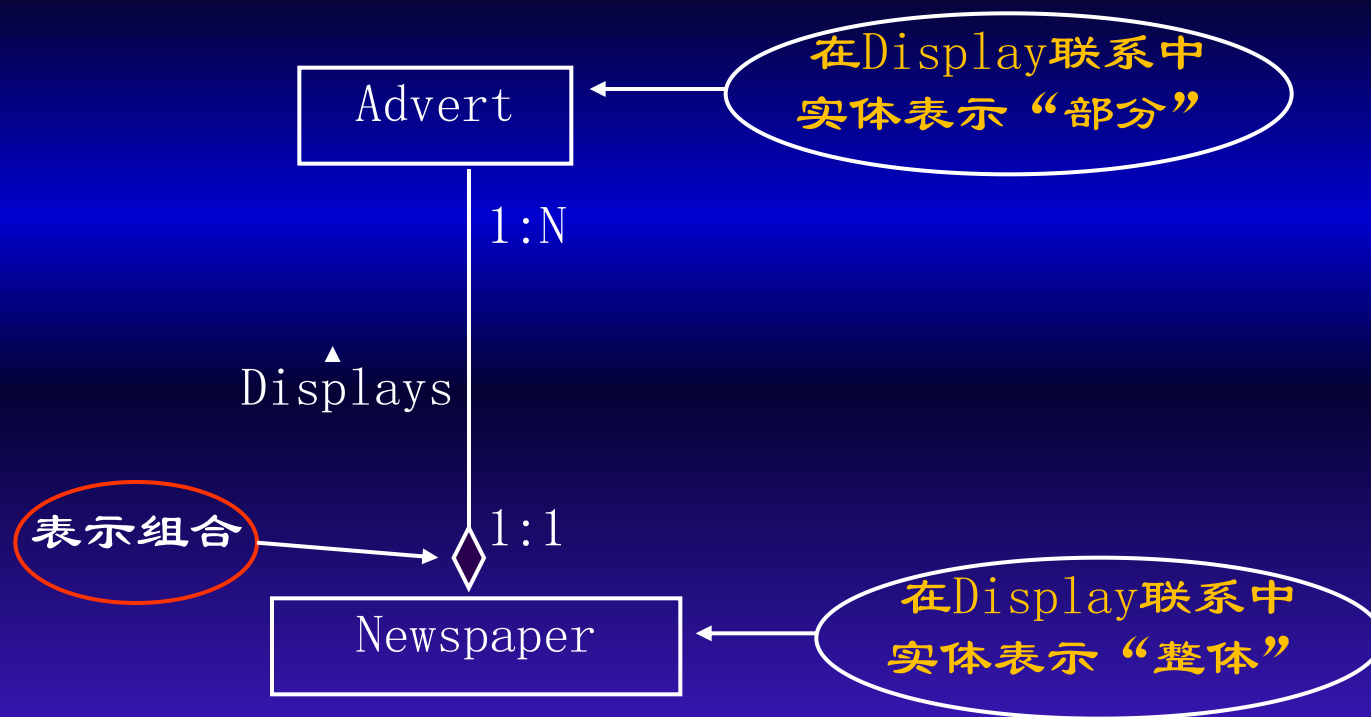 在Display联系中
实体表示“部分”
Advert
1:N
▲
Displays
表示组合
1:1
在Display联系中
实体表示“整体”
Newspaper